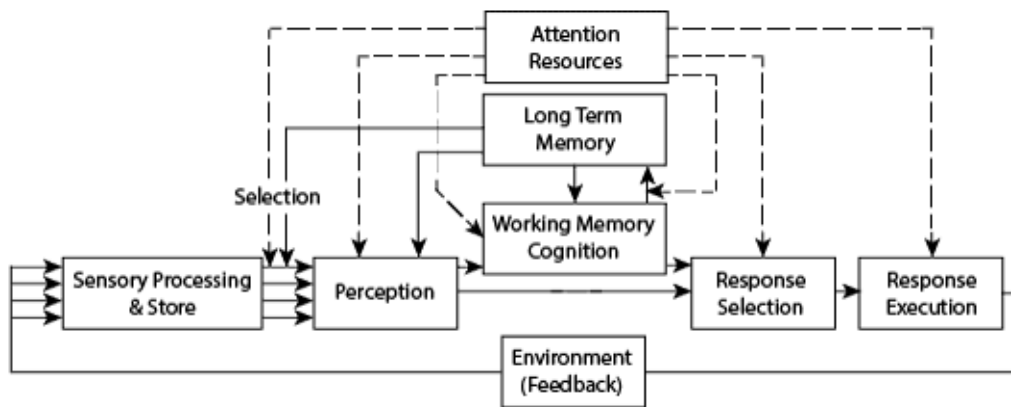 Attention
Resources
Long Term
Memory
Selection
Working Memory
Cognition
Sensory Processing
& Store
Perception
Response
Selection
Response
Execution
Environment
(Feedback)